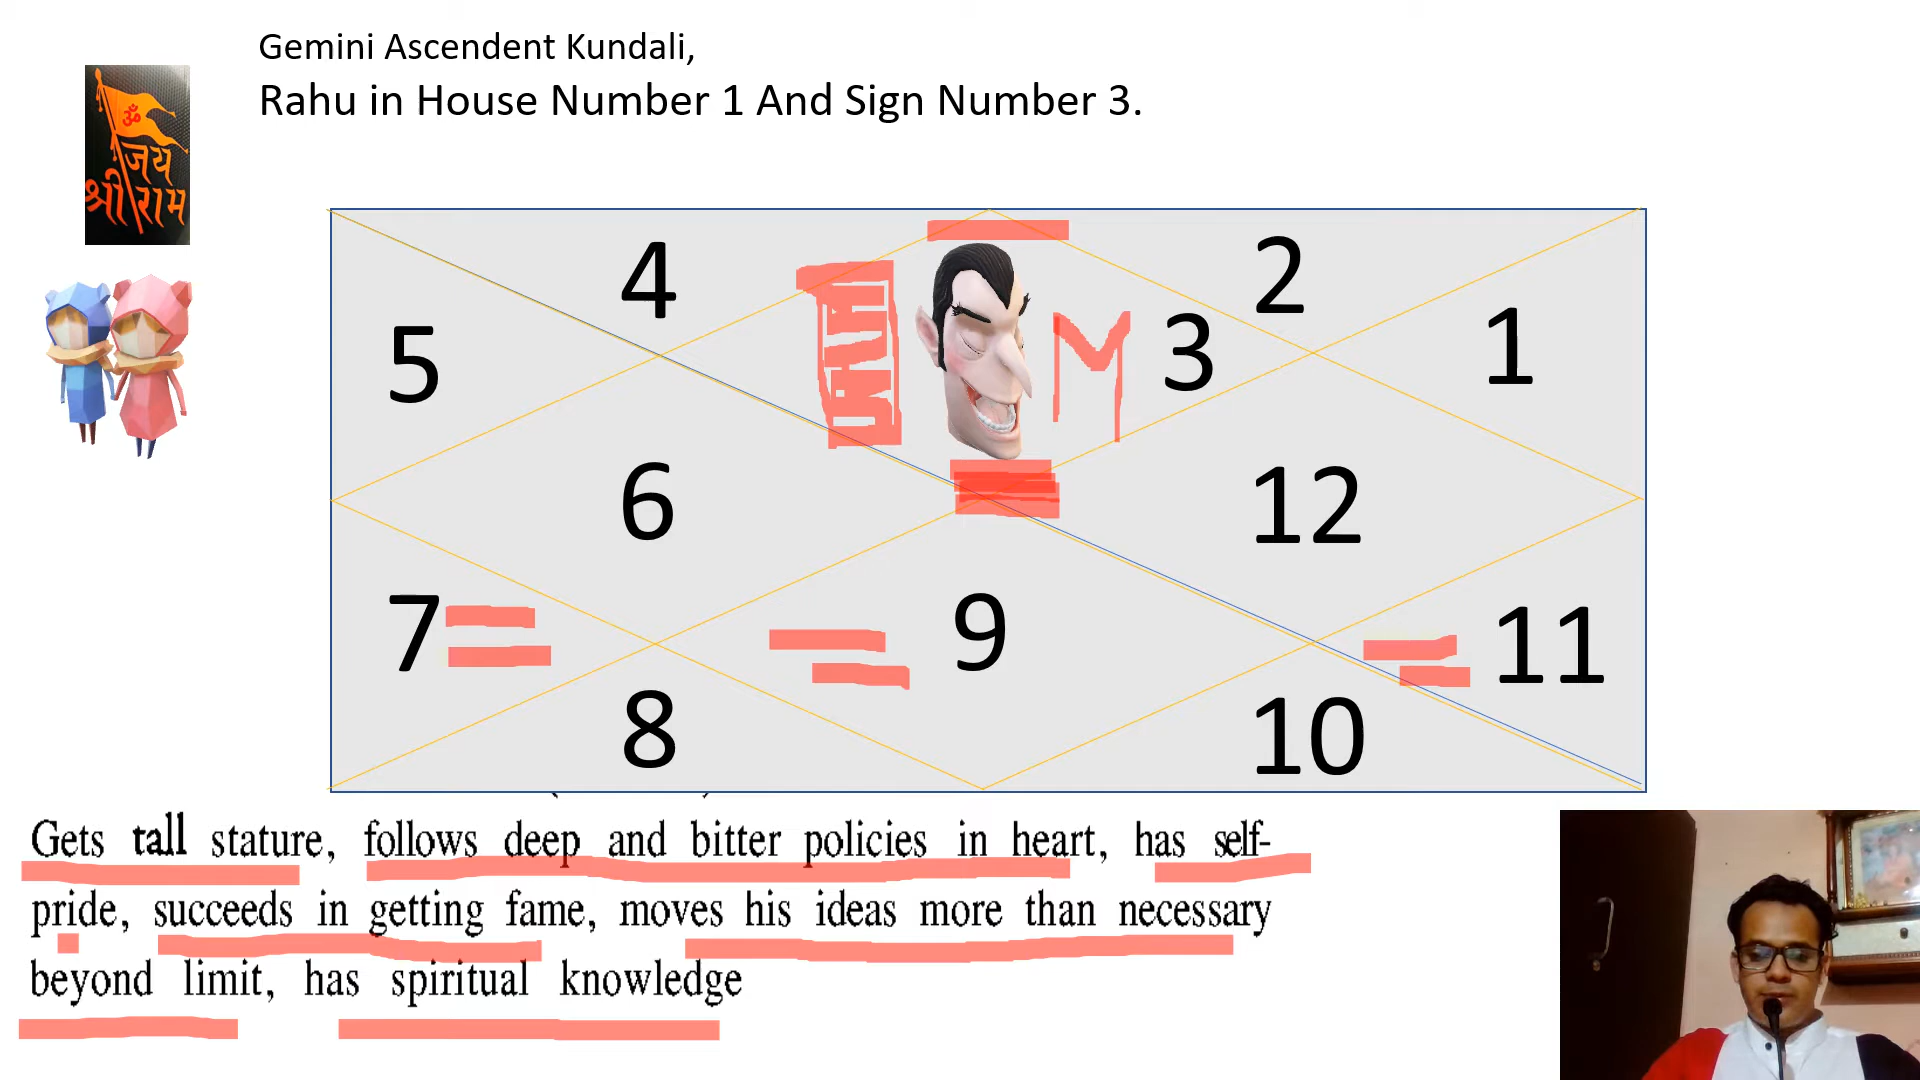 Gemini Ascendent Kundali,
Rahu in House Number 1 And Sign Number 3.
ॐ
जय
श्री राम
4
2
5
3
1
M
6
12
7
9
11
8
10
Gets tall stature, follows deep and bitter policies in heart, has self-
pride, succeeds in getting fame, moves his ideas more than necessary
beyond limit, has spiritual knowledge